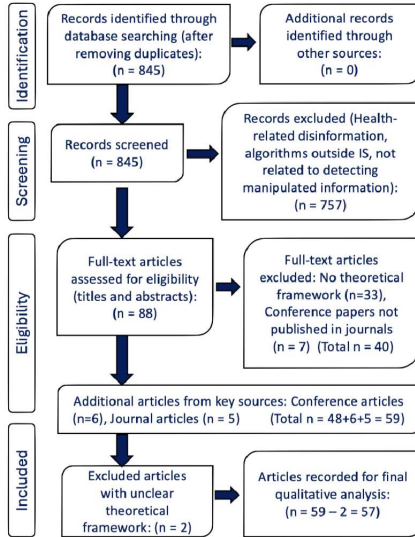 Identification
Records identified through
database searching (after
removing duplicates):
(n = 845)
Additional records
identified through
other sources:
(n = 0)
Screening
Records screened
(n = 845)
Records excluded (Health-
related disinformation,
algorithms outside IS, not
related to detecting
manipulated information):
(n = 757)
Eligibility
Full-text articles
assessed for eligibility
(titles and abstracts):
(n = 88)
Full-text articles
excluded: No theoretical
framework (n=33),
Conference papers not
published in journals
(n = 7) (Total n = 40)
Additional articles from key sources: Conference articles
(n=6), Journal articles (n = 5) (Total n = 48+6+5 = 59)
Included
Excluded articles
with unclear
theoretical
framework: (n = 2)
Articles recorded for final
qualitative analysis:
(n = 59 – 2 = 57)